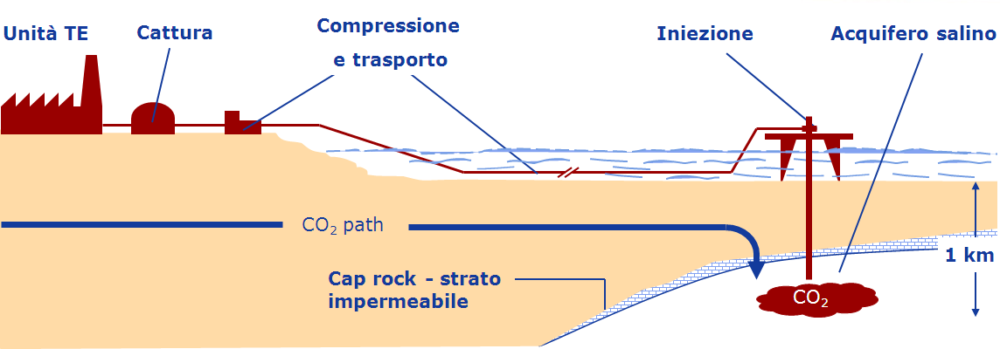 Unità TE
Cattura
Compressione
e trasporto
Iniezione
Acquifero salino
CO₂ path
1 km
Cap rock - strato
impermeabile
CO₂